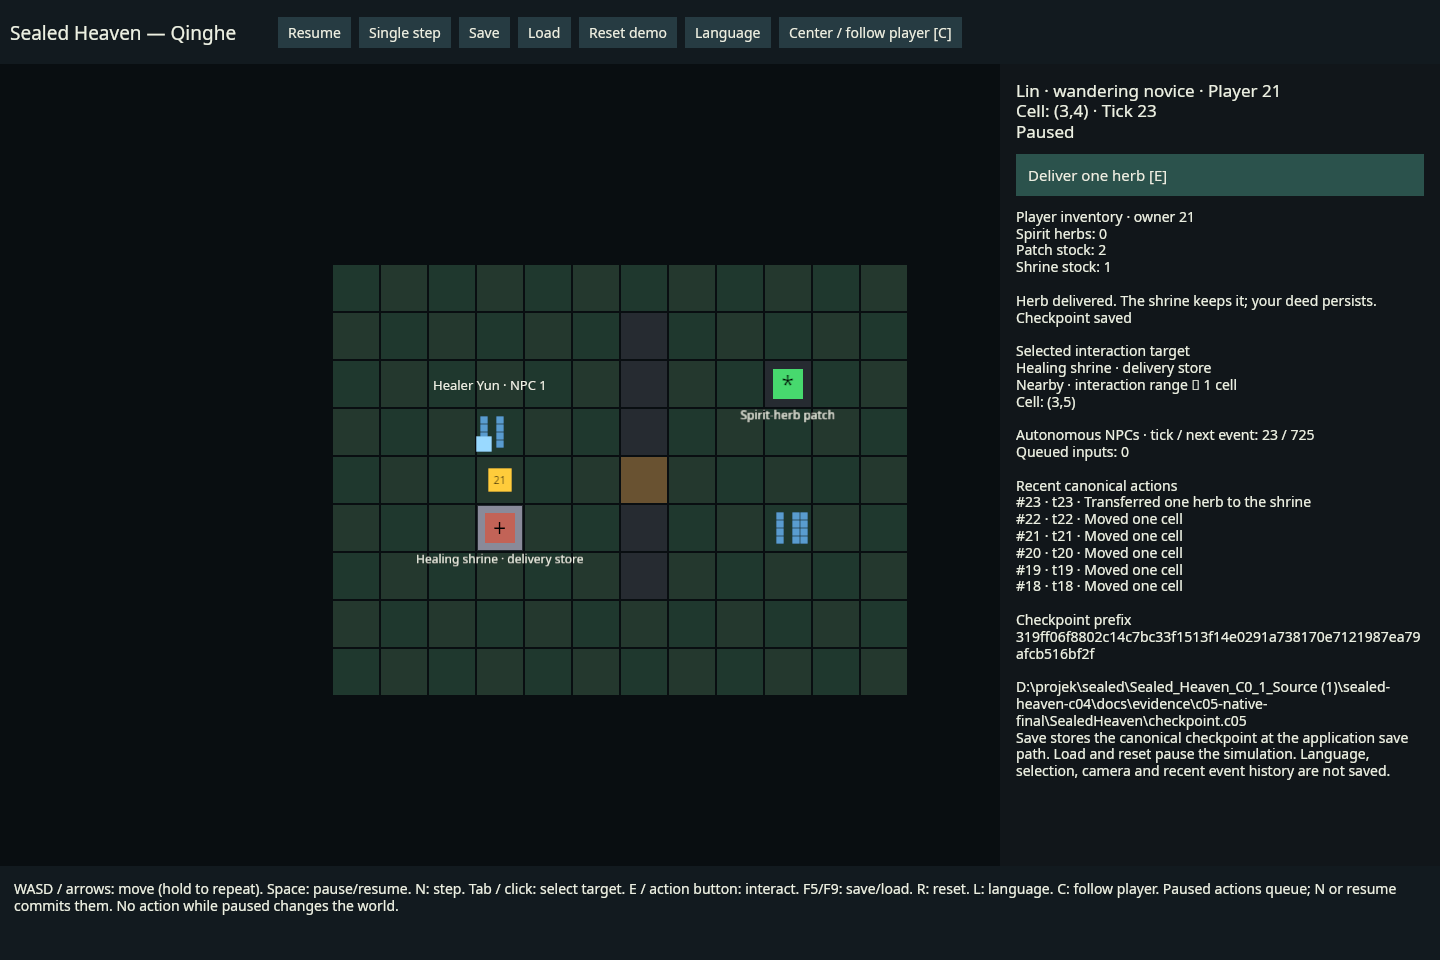 Sealed Heaven — Qinghe
Resume
Single step
Save
Load
Reset demo
Language
Center / follow player [C]
Lin · wandering novice · Player 21
Cell: (3,4) · Tick 23
Paused
Deliver one herb [E]
Player inventory · owner 21
Spirit herbs: 0
Patch stock: 2
Shrine stock: 1
Herb delivered. The shrine keeps it; your deed persists.
Checkpoint saved
Selected interaction target
Healing shrine · delivery store
Nearby · interaction range 1 cell
Cell: (3,5)
Autonomous NPCs · tick / next event: 23 / 725
Queued inputs: 0
Recent canonical actions
#23 · t23 · Transferred one herb to the shrine
#22 · t22 · Moved one cell
#21 · t21 · Moved one cell
#20 · t20 · Moved one cell
#19 · t19 · Moved one cell
#18 · t18 · Moved one cell
Checkpoint prefix
319ff06f8802c14c7bc33f1513f14e0291a738170e7121987ea79
afcb516bf2f
D:\projek\sealed\Sealed_Heaven_C0_1_Source (1)\sealed-
heaven-c04\docs\evidence\c05-native-
final\SealedHeaven\checkpoint.c05
Save stores the canonical checkpoint at the application save
path. Load and reset pause the simulation. Language,
selection, camera and recent event history are not saved.
Healer Yun · NPC 1
*
Spirit-herb patch
21
+
Healing shrine · delivery store
WASD / arrows: move (hold to repeat). Space: pause/resume. N: step. Tab / click: select target. E / action button: interact. F5/F9: save/load. R: reset. L: language. C: follow player. Paused actions queue; N or resume
commits them. No action while paused changes the world.